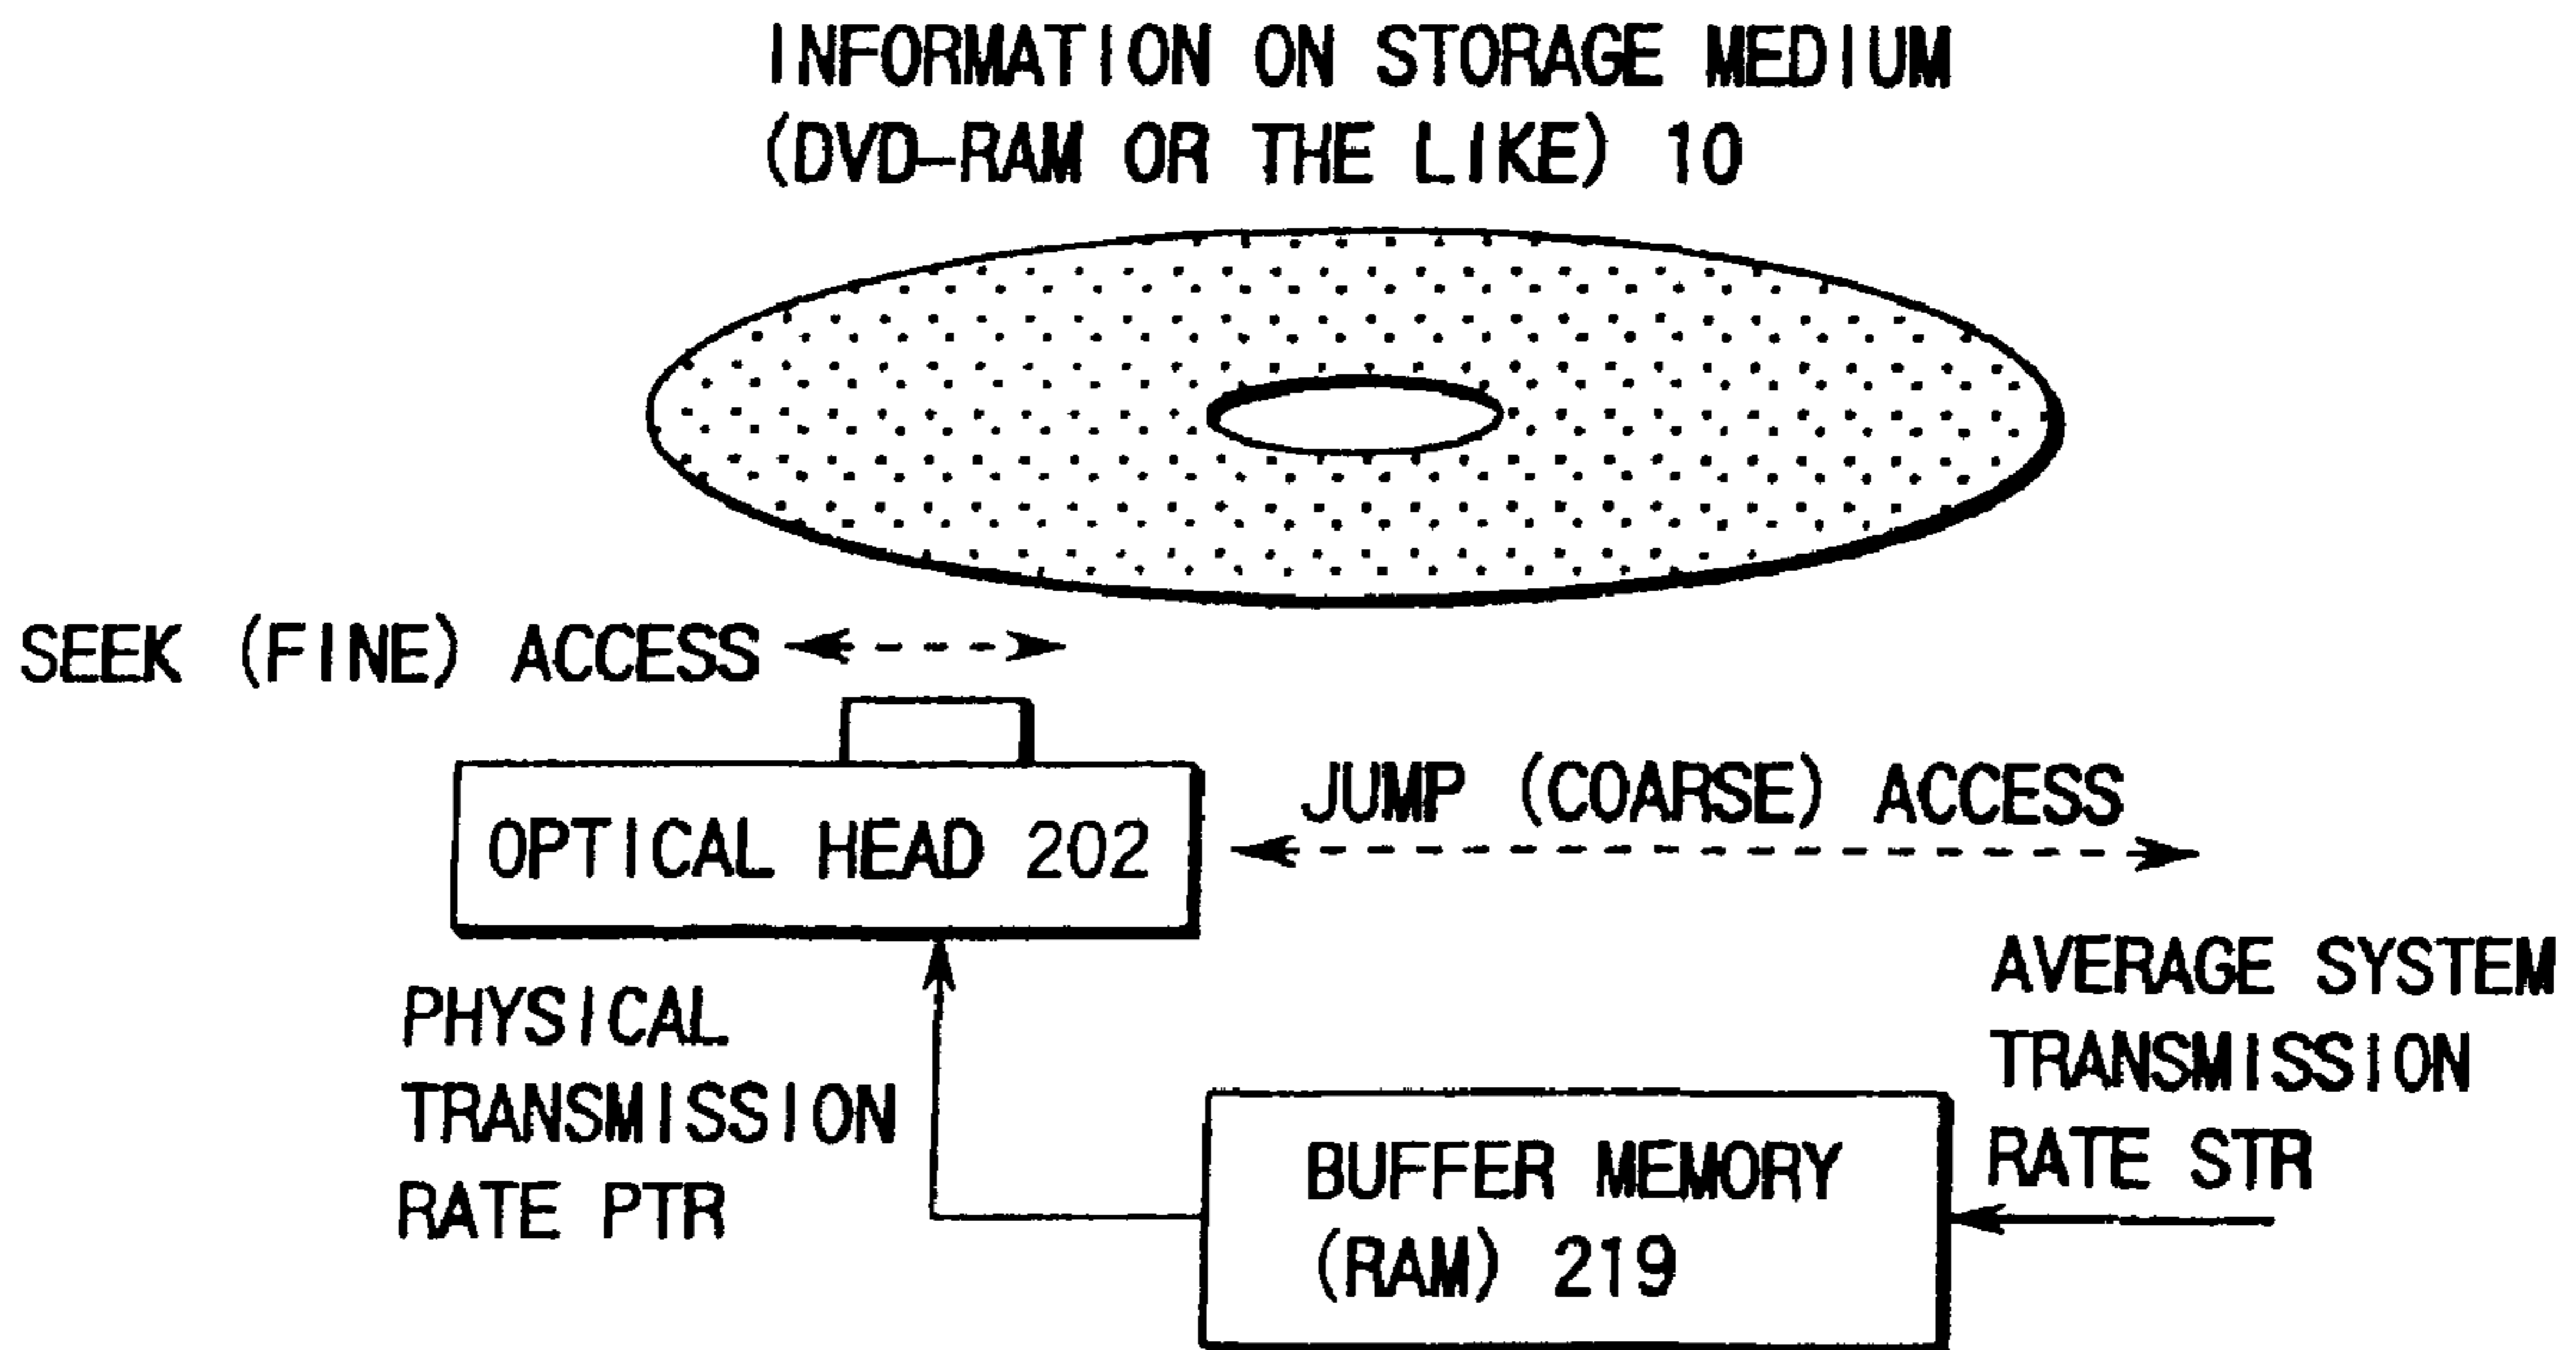 INFORMATION ON STORAGE MEDIUM
(DVD-RAM OR THE LIKE) 10
SEEK (FINE) ACCESS
OPTICAL HEAD 202
JUMP (COARSE) ACCESS
PHYSICAL
TRANSMISSION
RATE PTR
AVERAGE SYSTEM
TRANSMISSION
RATE STR
BUFFER MEMORY
(RAM) 219